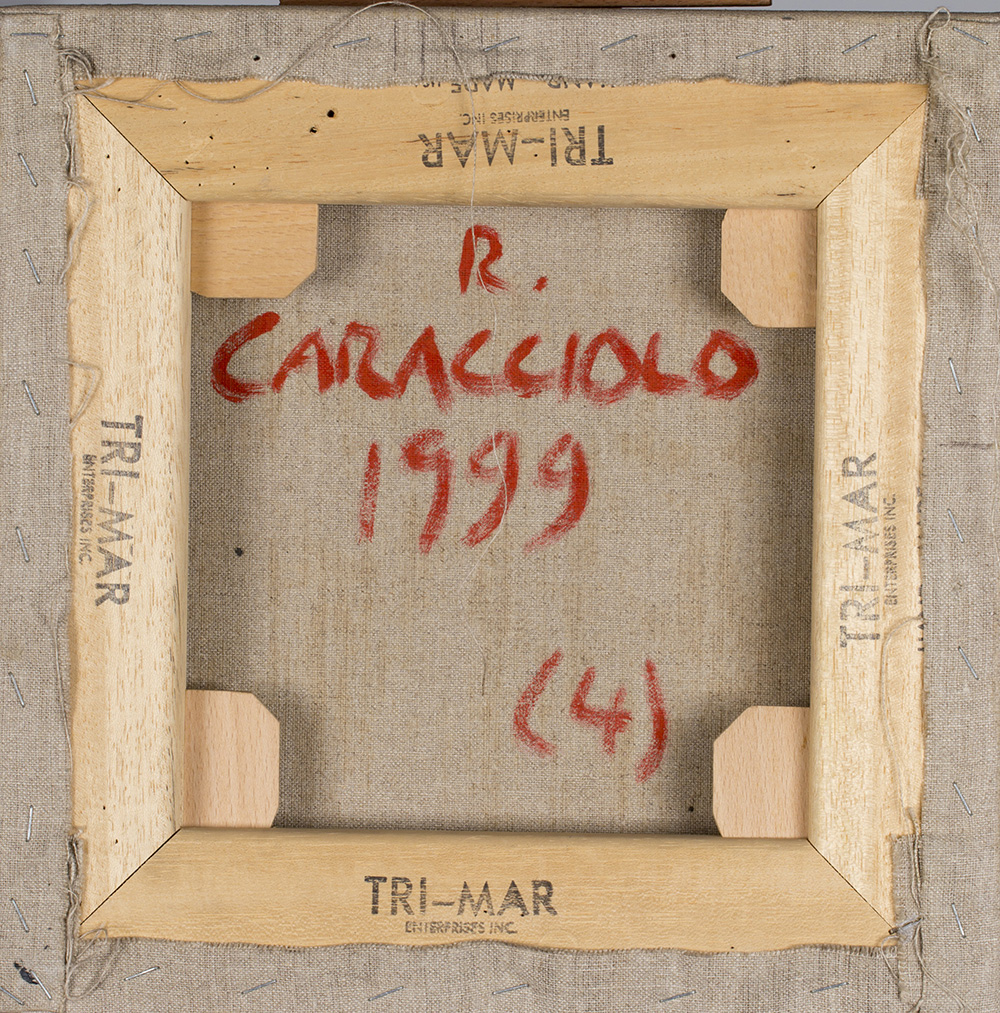 MADE
TRI-MAR
ENTERPRISES INC.
R.
CARACCIOLO
1999
(4)
TRI-MAR
ENTERPRISES INC.
TRI-MAR
ENTERPRISES INC.
TRI-MAR
ENTERPRISES INC.